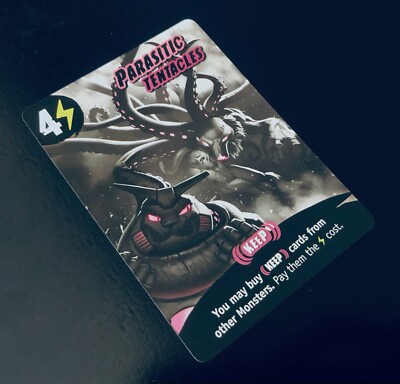 PARASITIC
TENTACLES
4
KEEP
You may buy KEEP cards from
other Monsters. Pay them the cost.